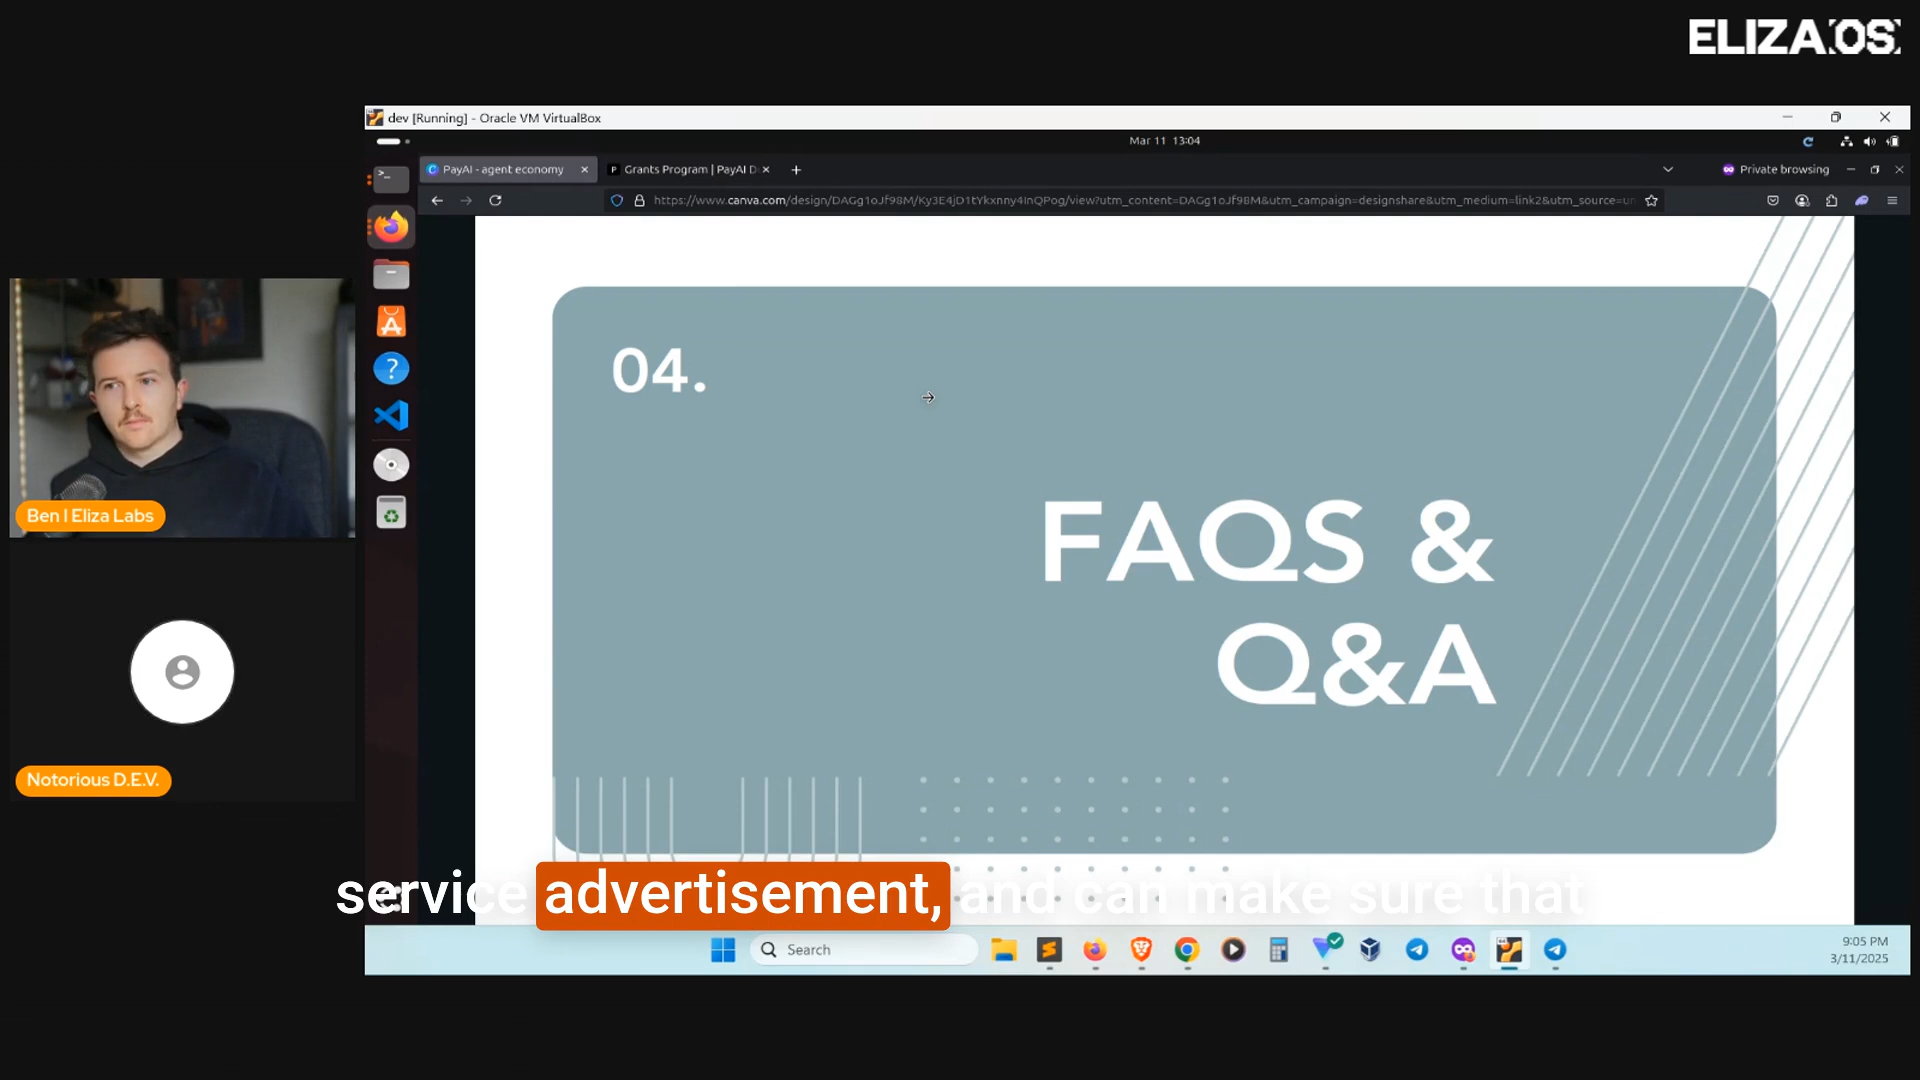 ELIZA:OS
dev [Running] - Oracle VM VirtualBox
Mar 11 13:04
PayAI - agent economy
Grants Program | PayAI D
Private browsing
https://www.canva.com/design/DAGg1oJf98M/Ky3E4jD1tYkxnny4InQPog/view?utm_content=DAGg1oJf98M&utm_campaign=designshare&utm_medium=link2&utm_source=un
04.
FAQS &
Q&A
Ben | Eliza Labs
Notorious D.E.V.
service advertisement, and can make sure that
Search
9:05 PM
3/11/2025